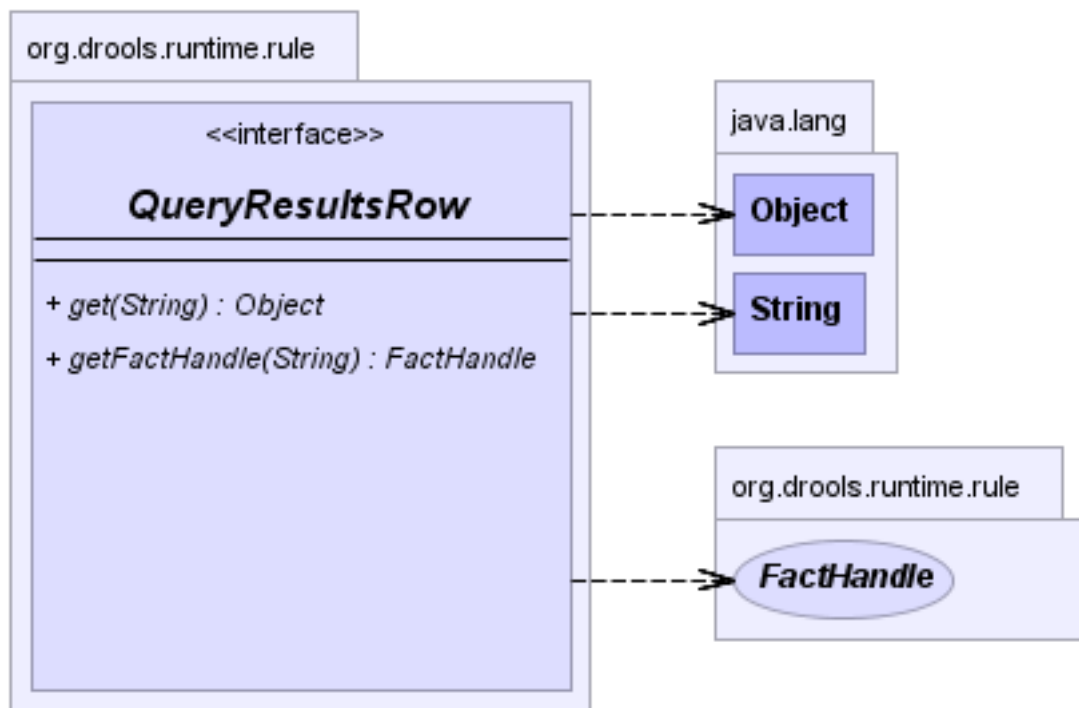 org.drools.runtime.rule
<<interface>>
QueryResultsRow
+ get(String) : Object
+ getFactHandle(String) : FactHandle
java.lang
Object
String
org.drools.runtime.rule
FactHandle